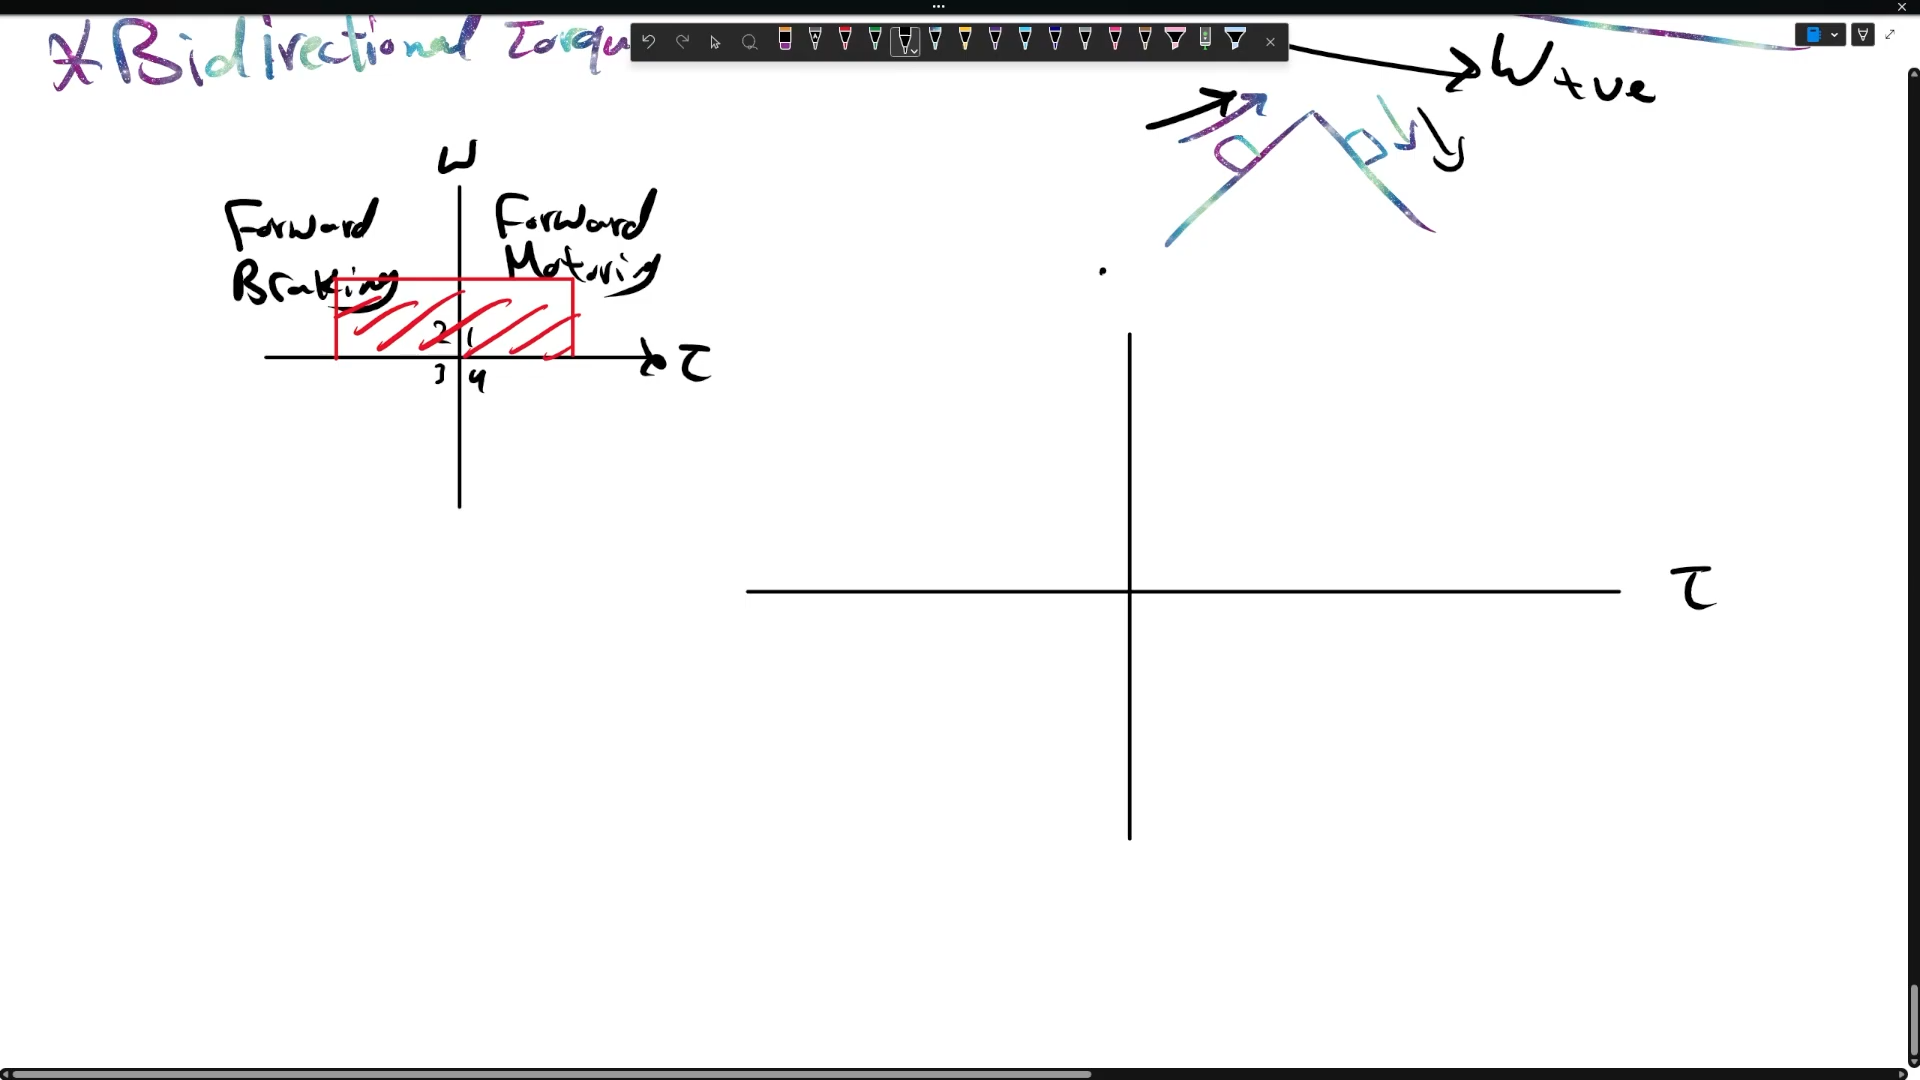 *Bidirectional Torqu
W+ve
W
Forward
Braking
Forward
Motoring
2 1
3 4
τ
τ